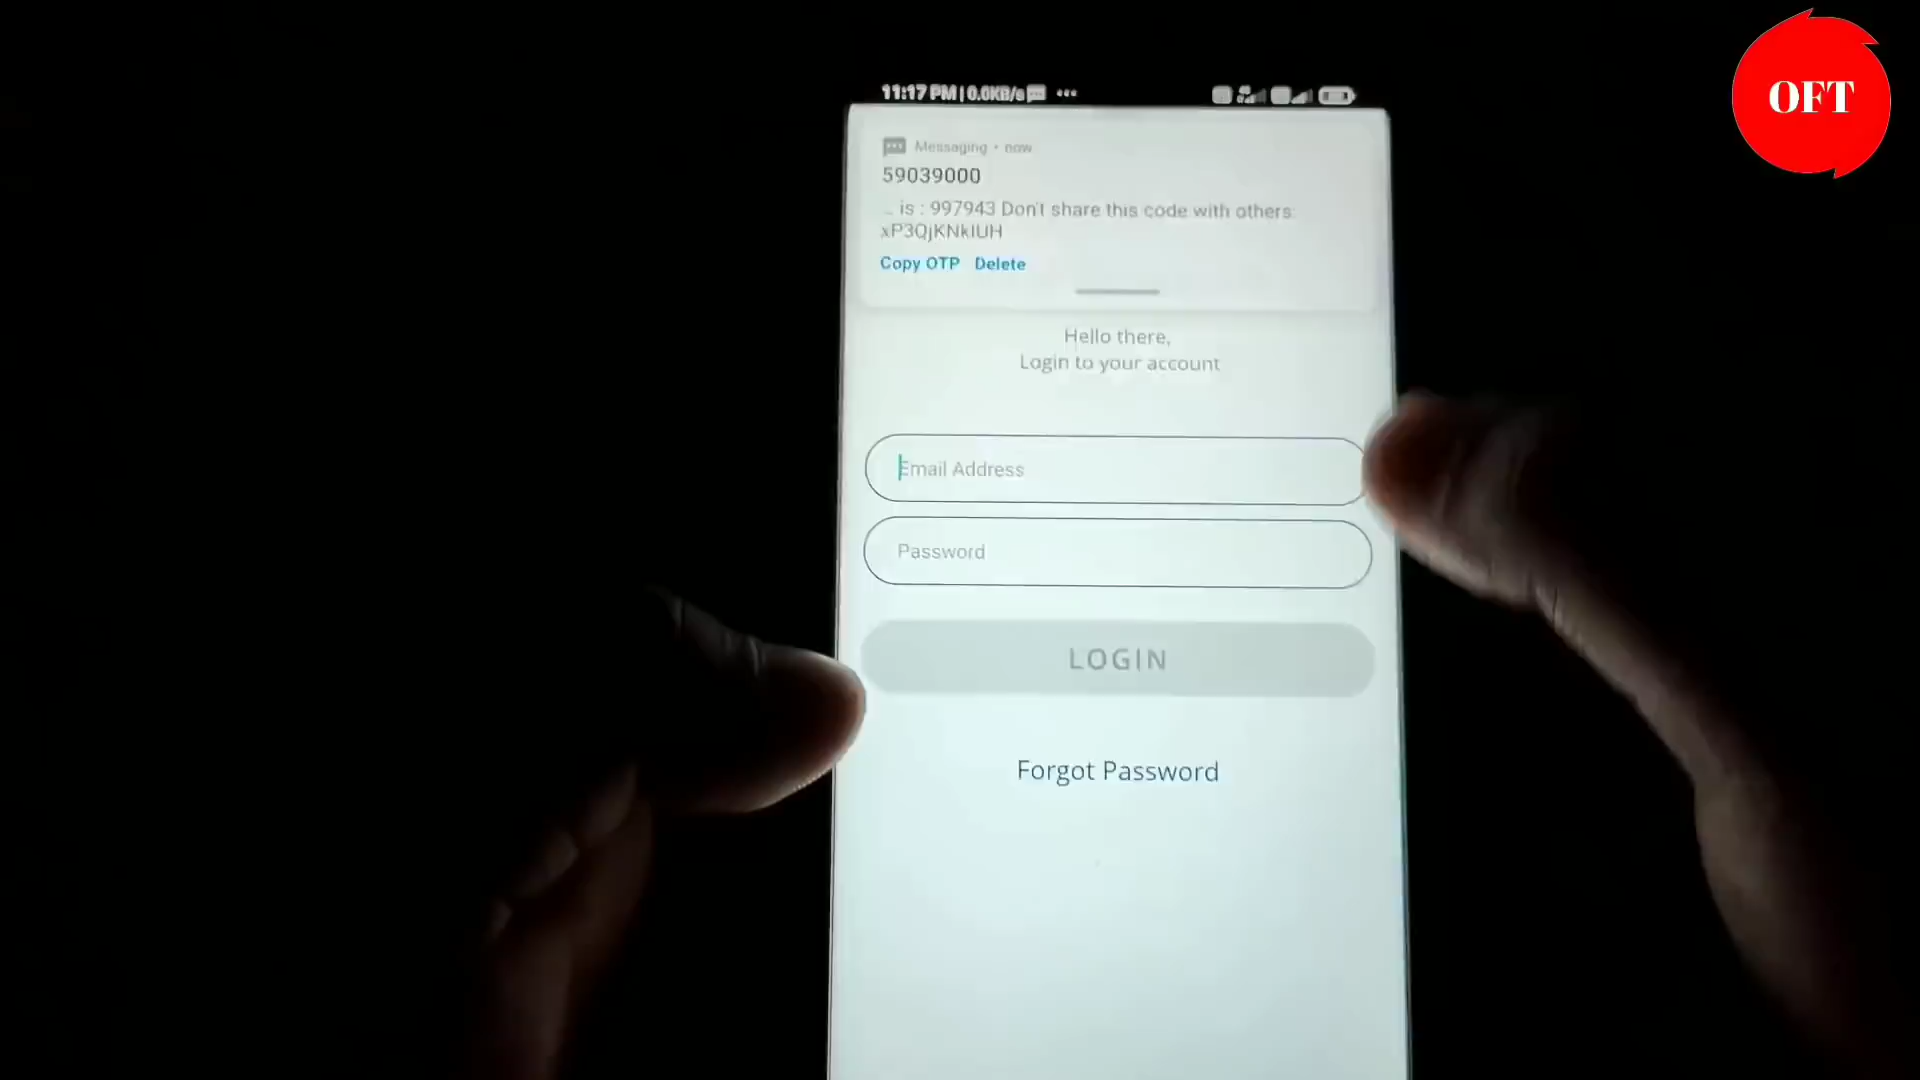 OFT
11:17 PM | 0.0KB/s
Messaging • now
59039000
... is : 997943 Don't share this code with others.
xP3QjKNkIUH
Copy OTP Delete
Hello there,
Login to your account
Email Address
Password
LOGIN
Forgot Password